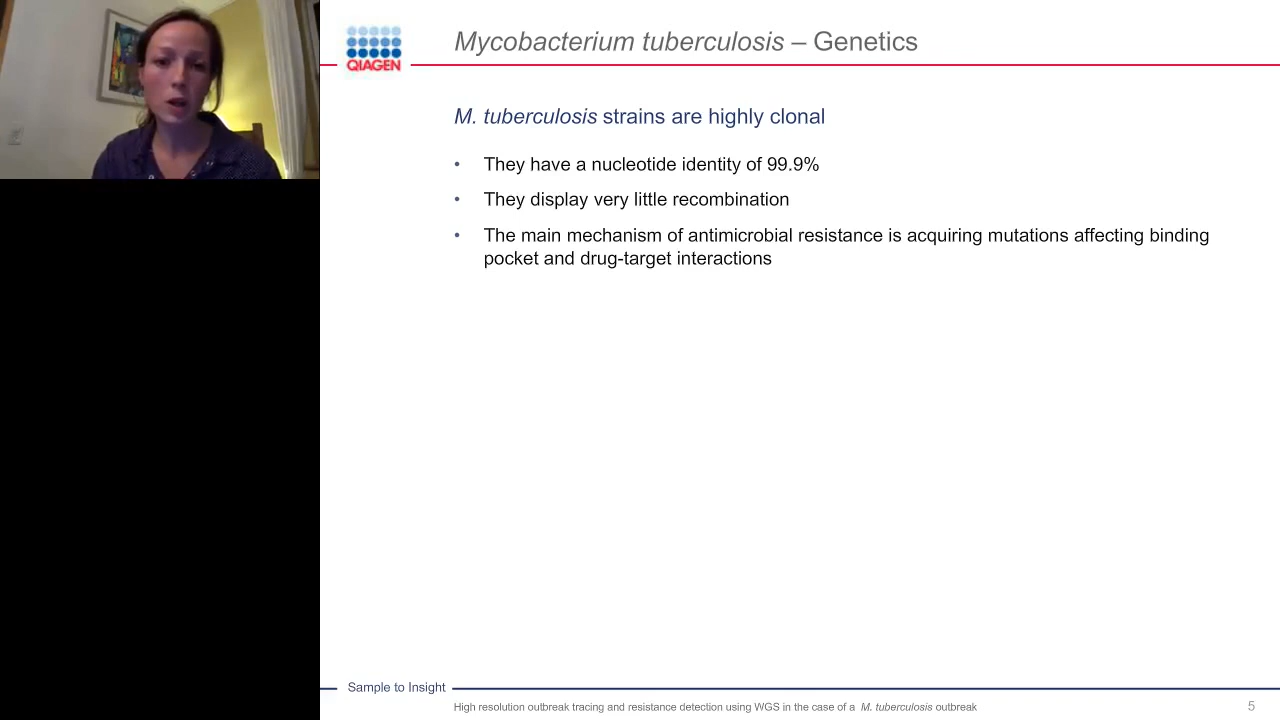 QIAGEN
Mycobacterium tuberculosis – Genetics
M. tuberculosis strains are highly clonal
• They have a nucleotide identity of 99.9%
• They display very little recombination
• The main mechanism of antimicrobial resistance is acquiring mutations affecting binding
pocket and drug-target interactions
Sample to Insight
High resolution outbreak tracing and resistance detection using WGS in the case of a M. tuberculosis outbreak
5